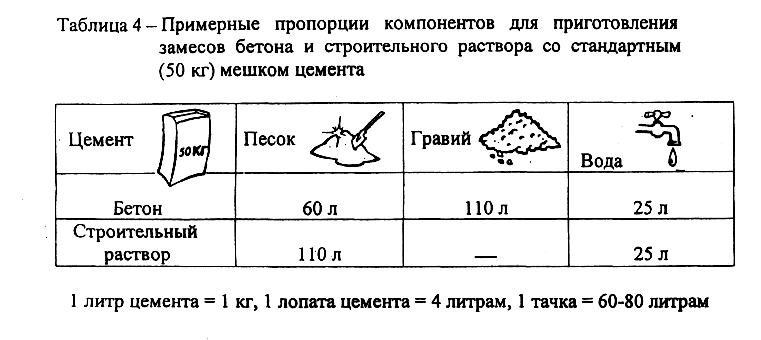 Таблица 4 – Примерные пропорции компонентов для приготовления
замесов бетона и строительного раствора со стандартным
(50 кг) мешком цемента
Цемент 50 КГ Песок Гравий Вода
Бетон 60 л 110 л 25 л
Строительный
раствор 110 л — 25 л
1 литр цемента = 1 кг, 1 лопата цемента = 4 литрам, 1 тачка = 60-80 литрам